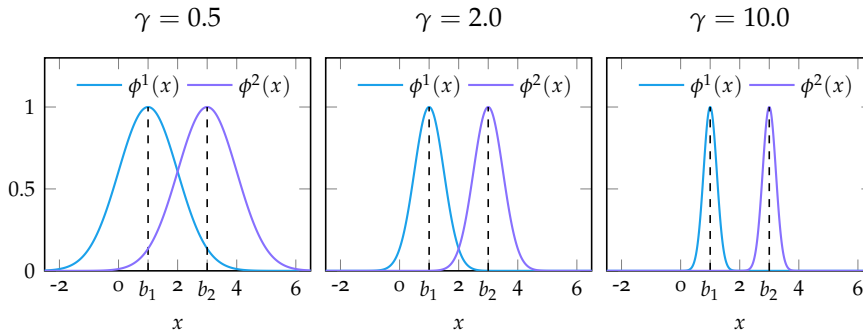 γ = 0.5
γ = 2.0
γ = 10.0
ϕ¹(x) ϕ²(x)
ϕ¹(x) ϕ²(x)
ϕ¹(x) ϕ²(x)
1
0.5
0
-2 0 b₁ 2 b₂ 4 6
-2 0 b₁ 2 b₂ 4 6
-2 0 b₁ 2 b₂ 4 6
x
x
x